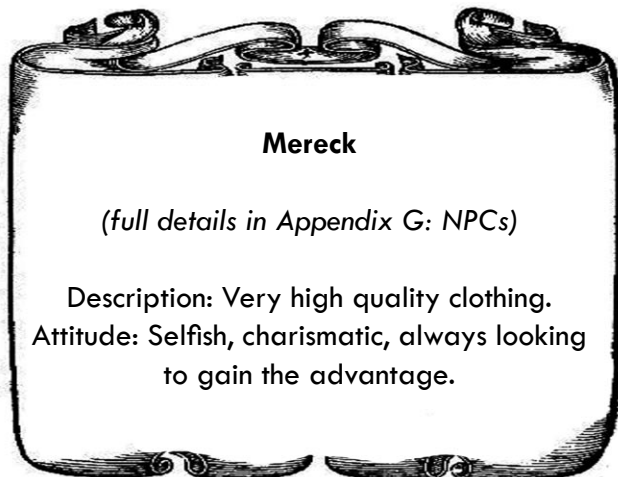 Mereck
(full details in Appendix G: NPCs)
Description: Very high quality clothing.
Attitude: Selfish, charismatic, always looking
to gain the advantage.